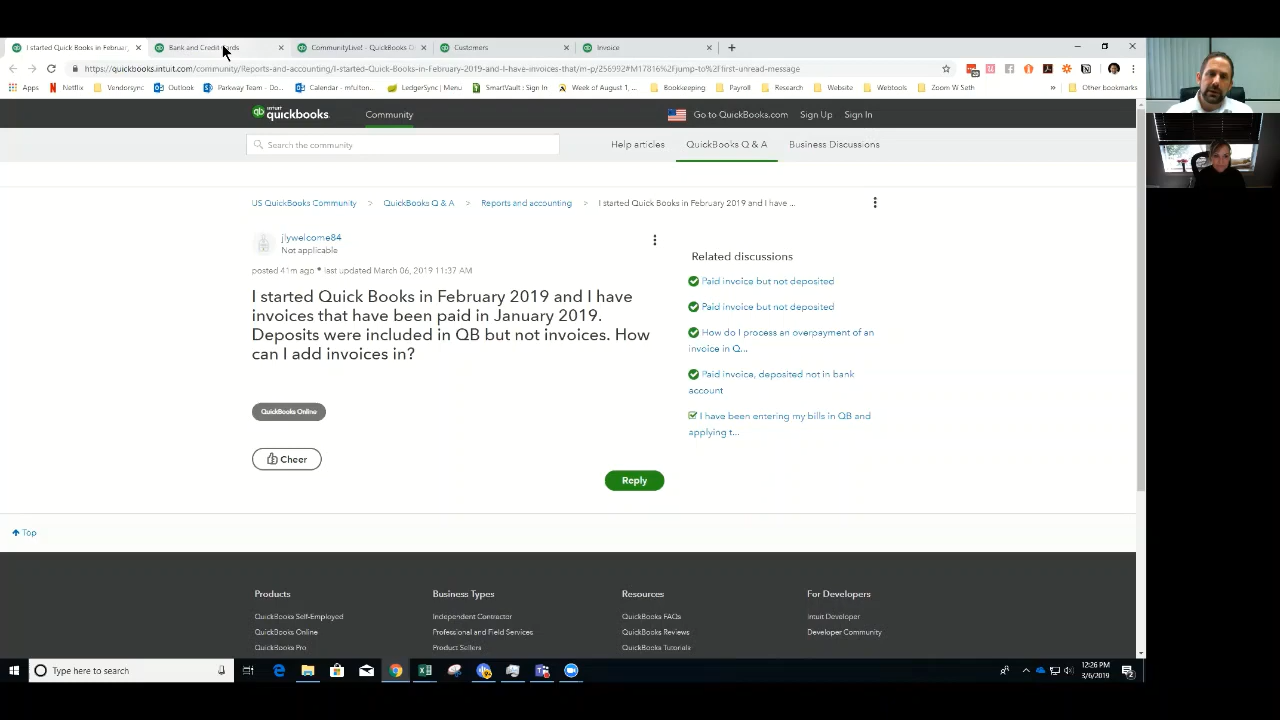 I started Quick Books in Februar
Bank and Credit Cards
CommunityLive! - QuickBooks O
Customers
Invoice
https://quickbooks.intuit.com/community/Reports-and-accounting/I-started-Quick-Books-in-February-2019-and-I-have-invoices-that/m-p/256992#M17816%2Fjump-to%2Ffirst-unread-message
Apps
Netflix
Vendorsync
Outlook
Parkway Team - Do...
Calendar - mfulton...
LedgerSync | Menu
SmartVault : Sign In
Week of August 1, ...
Bookkeeping
Payroll
Research
Website
Webtools
Zoom W Seth
»
Other bookmarks
intuit
quickbooks.
Community
Go to QuickBooks.com
Sign Up
Sign In
Search the community
Help articles
QuickBooks Q & A
Business Discussions
US QuickBooks Community > QuickBooks Q & A > Reports and accounting > I started Quick Books in February 2019 and I have ...
jlywelcome84
Not applicable
posted 41m ago • last updated March 06, 2019 11:37 AM
I started Quick Books in February 2019 and I have
invoices that have been paid in January 2019.
Deposits were included in QB but not invoices. How
can I add invoices in?
QuickBooks Online
Cheer
Reply
Related discussions
Paid invoice but not deposited
Paid invoice but not deposited
How do I process an overpayment of an
invoice in Q...
Paid invoice, deposited not in bank
account
I have been entering my bills in QB and
applying t...
Top
Products
QuickBooks Self-Employed
QuickBooks Online
QuickBooks Pro
Business Types
Independent Contractor
Professional and Field Services
Product Sellers
Resources
QuickBooks FAQs
QuickBooks Reviews
QuickBooks Tutorials
For Developers
Intuit Developer
Developer Community
Type here to search
12:26 PM
3/6/2019